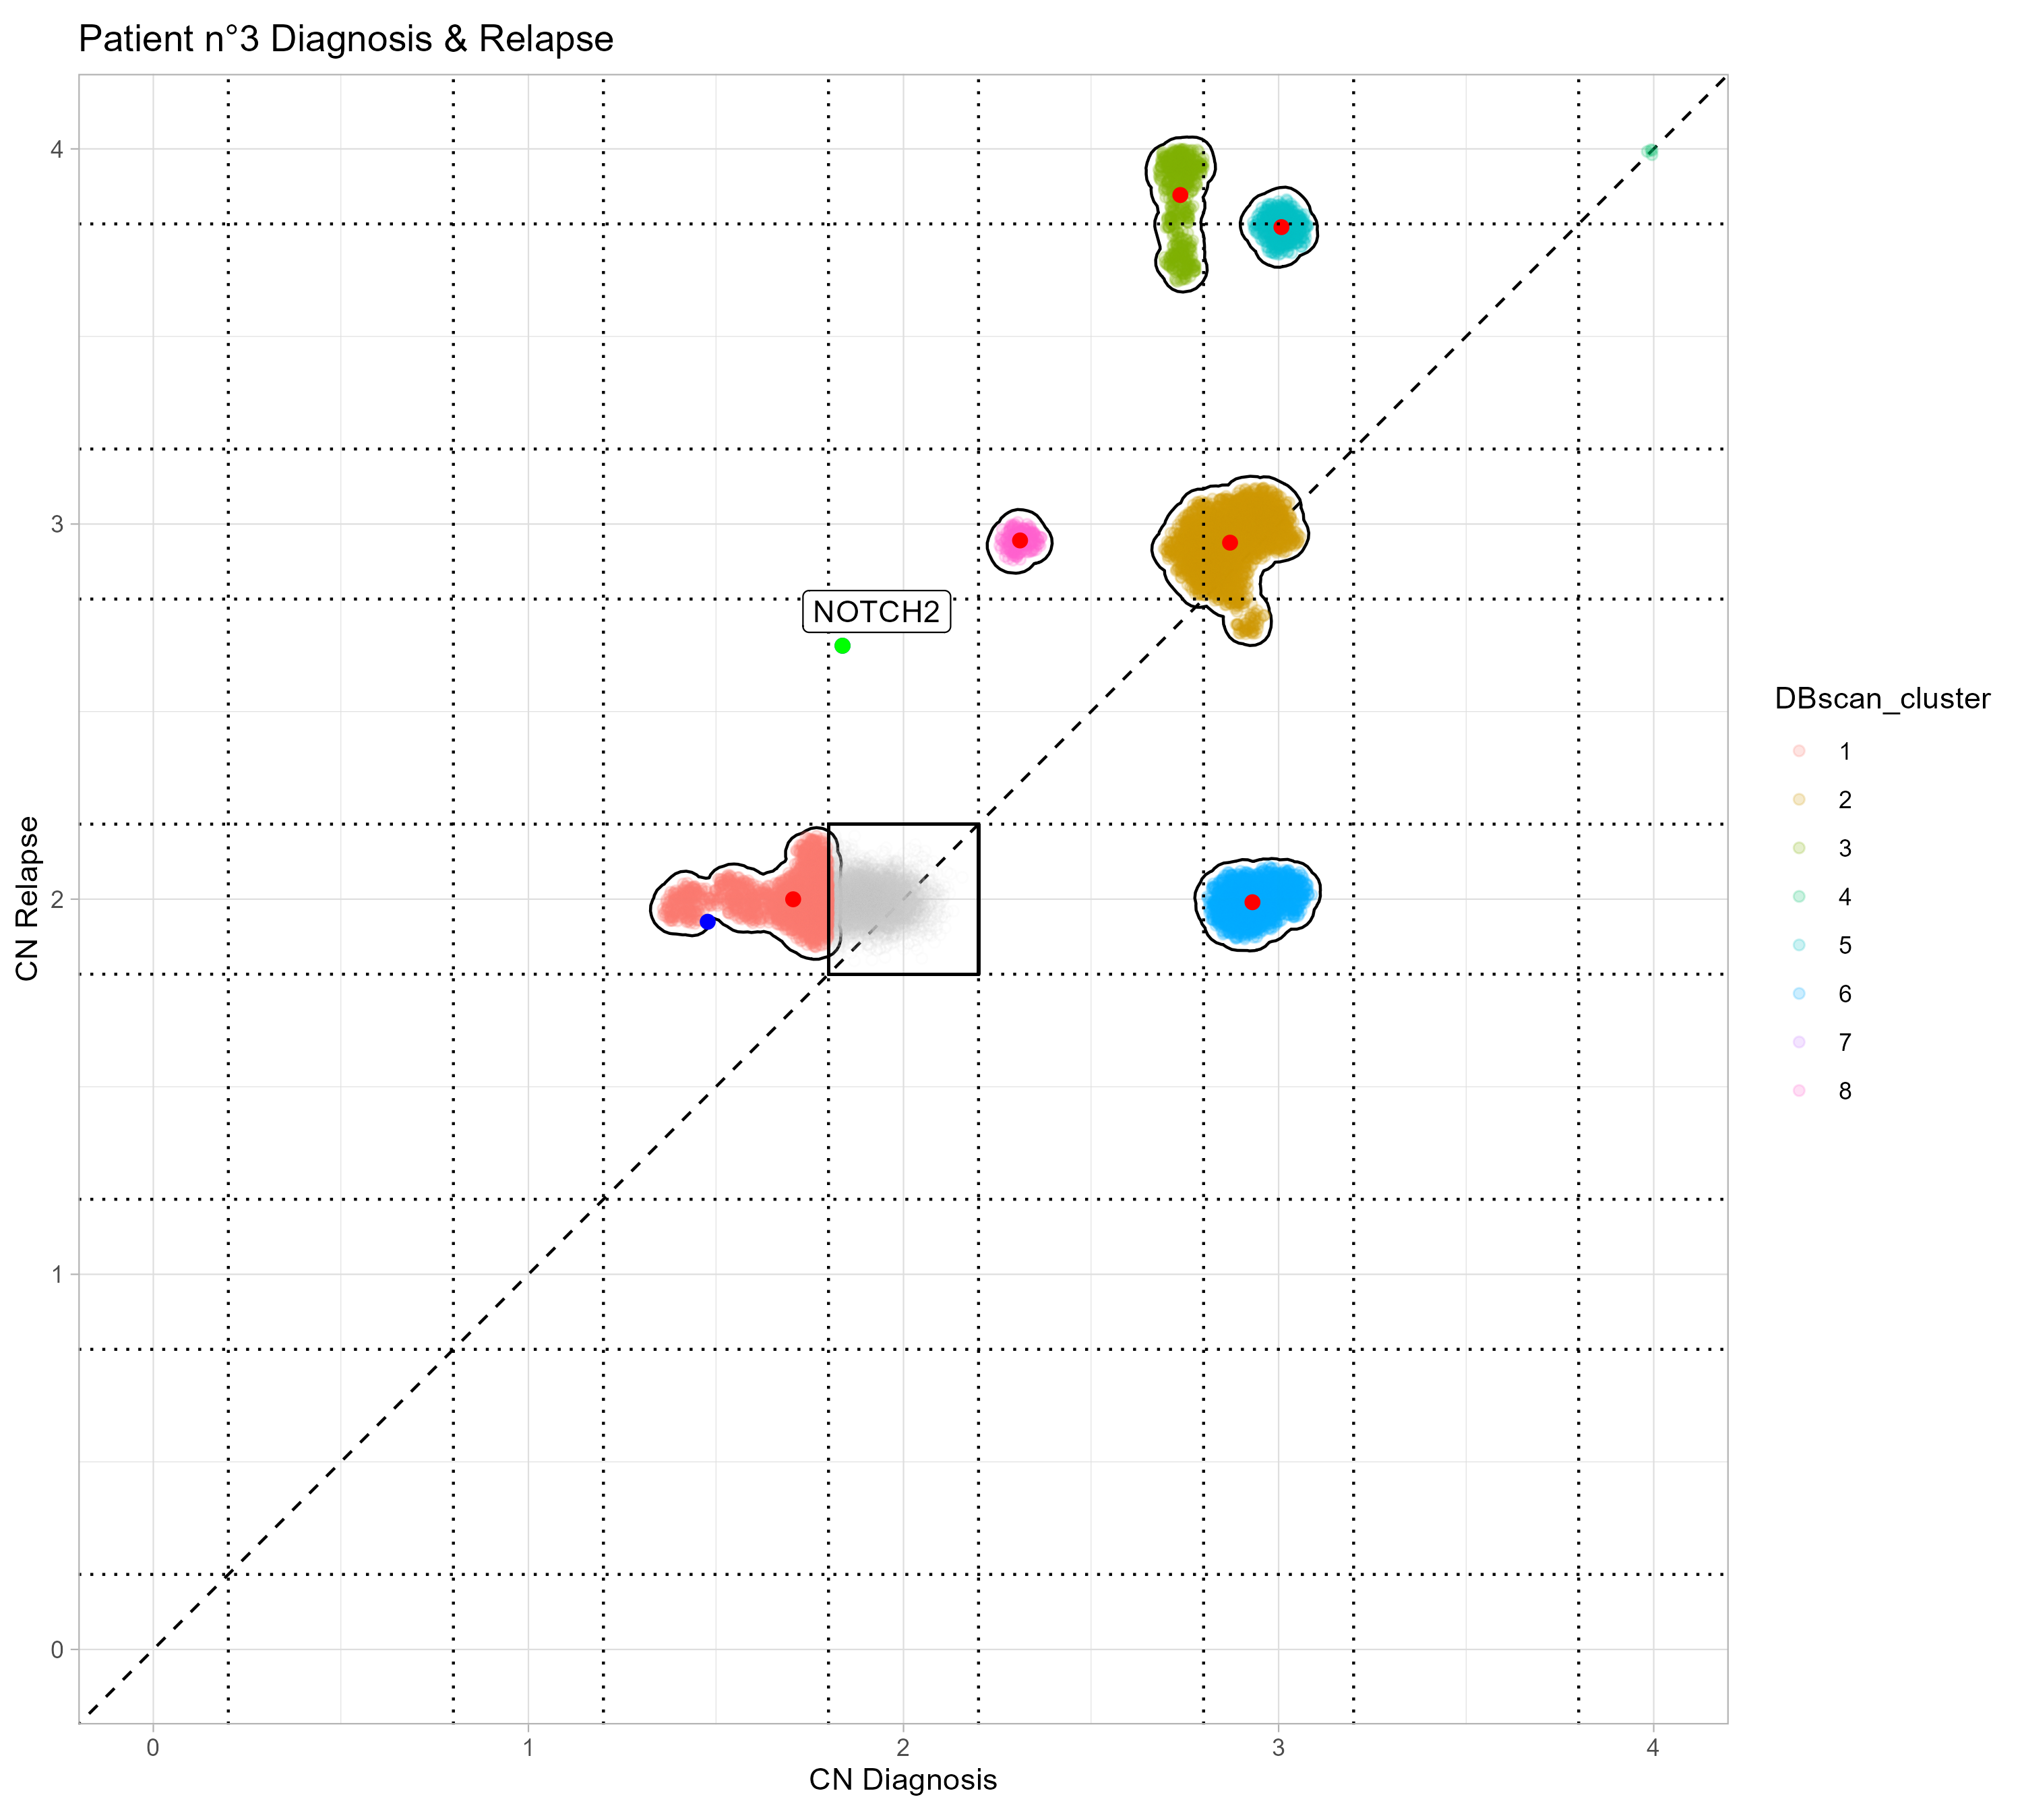 Patient n°3 Diagnosis & Relapse
4
3
2
1
0
CN Relapse
NOTCH2
0 1 2 3 4
CN Diagnosis
DBscan_cluster
1
2
3
4
5
6
7
8